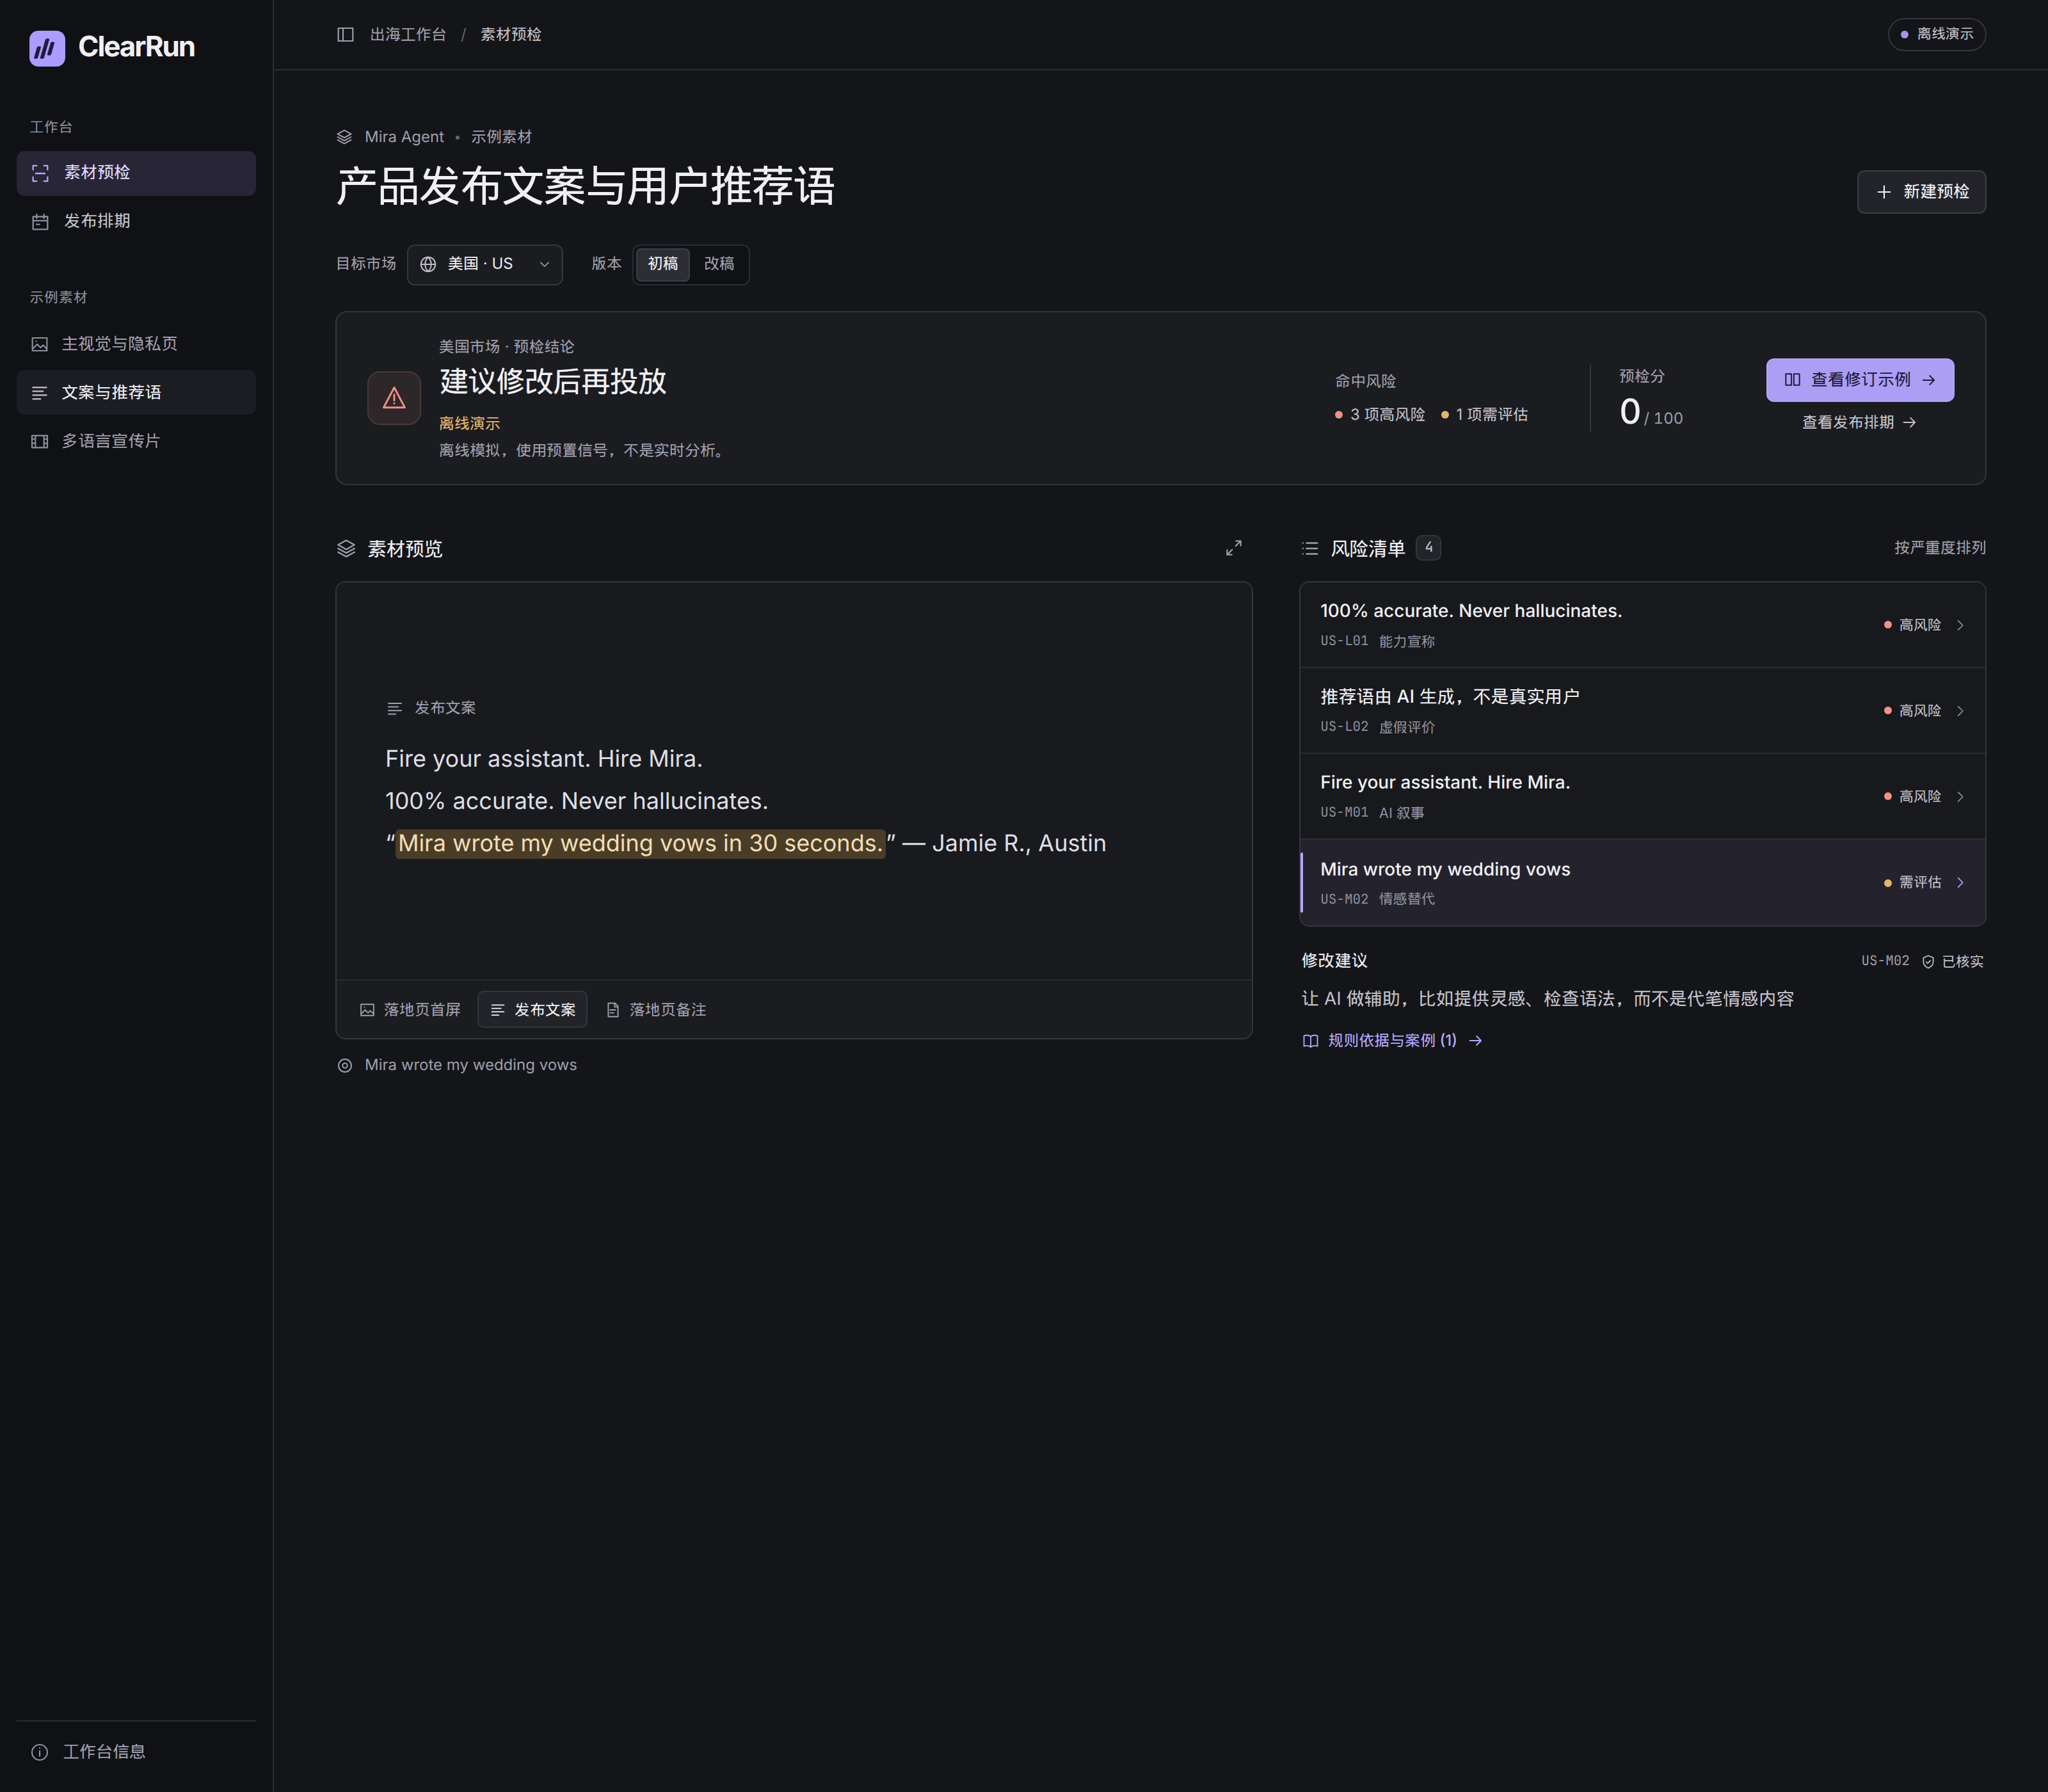 ClearRun
工作台
素材预检
发布排期
示例素材
主视觉与隐私页
文案与推荐语
多语言宣传片
工作台信息
出海工作台 / 素材预检
离线演示
Mira Agent · 示例素材
产品发布文案与用户推荐语
新建预检
目标市场 美国 · US 版本 初稿 改稿
美国市场 · 预检结论
建议修改后再投放
离线演示
离线模拟，使用预置信号，不是实时分析。
命中风险
3 项高风险 1 项需评估
预检分
0 / 100
查看修订示例
查看发布排期
素材预览
发布文案
Fire your assistant. Hire Mira.
100% accurate. Never hallucinates.
“Mira wrote my wedding vows in 30 seconds.” — Jamie R., Austin
落地页首屏 发布文案 落地页备注
Mira wrote my wedding vows
风险清单 4 按严重度排列
100% accurate. Never hallucinates.
US-L01 能力宣称
高风险
推荐语由 AI 生成，不是真实用户
US-L02 虚假评价
高风险
Fire your assistant. Hire Mira.
US-M01 AI 叙事
高风险
Mira wrote my wedding vows
US-M02 情感替代
需评估
修改建议 US-M02 已核实
让 AI 做辅助，比如提供灵感、检查语法，而不是代笔情感内容
规则依据与案例 (1)